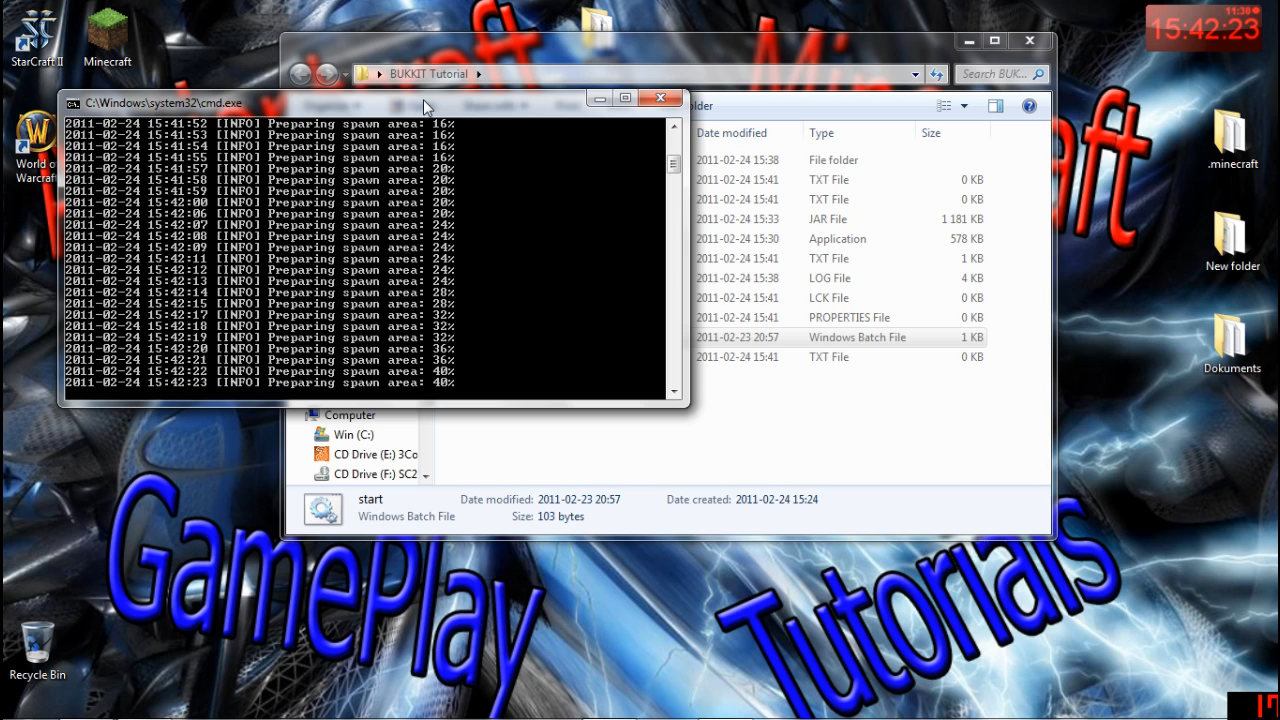 StarCraft II
Minecraft
World of
Warcraft
Recycle Bin
11:38
15:42:23
.minecraft
New folder
Dokuments
BUKKIT Tutorial
Search BUK...
C:\Windows\system32\cmd.exe
2011-02-24 15:41:52 [INFO] Preparing spawn area: 16%
2011-02-24 15:41:53 [INFO] Preparing spawn area: 16%
2011-02-24 15:41:54 [INFO] Preparing spawn area: 16%
2011-02-24 15:41:55 [INFO] Preparing spawn area: 16%
2011-02-24 15:41:57 [INFO] Preparing spawn area: 20%
2011-02-24 15:41:58 [INFO] Preparing spawn area: 20%
2011-02-24 15:41:59 [INFO] Preparing spawn area: 20%
2011-02-24 15:42:00 [INFO] Preparing spawn area: 20%
2011-02-24 15:42:06 [INFO] Preparing spawn area: 20%
2011-02-24 15:42:07 [INFO] Preparing spawn area: 24%
2011-02-24 15:42:08 [INFO] Preparing spawn area: 24%
2011-02-24 15:42:09 [INFO] Preparing spawn area: 24%
2011-02-24 15:42:11 [INFO] Preparing spawn area: 24%
2011-02-24 15:42:12 [INFO] Preparing spawn area: 24%
2011-02-24 15:42:13 [INFO] Preparing spawn area: 24%
2011-02-24 15:42:14 [INFO] Preparing spawn area: 28%
2011-02-24 15:42:15 [INFO] Preparing spawn area: 28%
2011-02-24 15:42:17 [INFO] Preparing spawn area: 32%
2011-02-24 15:42:18 [INFO] Preparing spawn area: 32%
2011-02-24 15:42:19 [INFO] Preparing spawn area: 32%
2011-02-24 15:42:20 [INFO] Preparing spawn area: 36%
2011-02-24 15:42:21 [INFO] Preparing spawn area: 36%
2011-02-24 15:42:22 [INFO] Preparing spawn area: 40%
2011-02-24 15:42:23 [INFO] Preparing spawn area: 40%
older
Date modified Type Size
2011-02-24 15:38 File folder
2011-02-24 15:41 TXT File 0 KB
2011-02-24 15:41 TXT File 0 KB
2011-02-24 15:33 JAR File 1 181 KB
2011-02-24 15:30 Application 578 KB
2011-02-24 15:41 TXT File 1 KB
2011-02-24 15:38 LOG File 4 KB
2011-02-24 15:41 LCK File 0 KB
2011-02-24 15:41 PROPERTIES File 0 KB
2011-02-23 20:57 Windows Batch File 1 KB
2011-02-24 15:41 TXT File 0 KB
Computer
Win (C:)
CD Drive (E:) 3Co
CD Drive (F:) SC2
start Date modified: 2011-02-23 20:57 Date created: 2011-02-24 15:24
Windows Batch File Size: 103 bytes
GamePlay
Tutorials